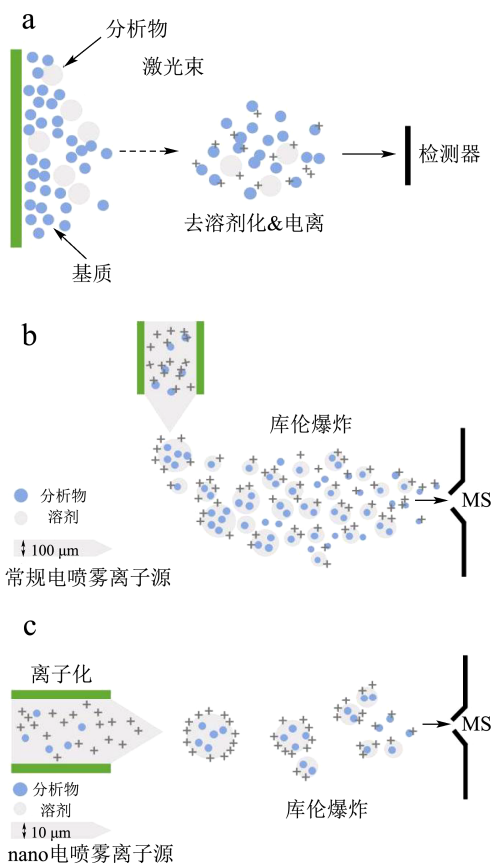 a
分析物
激光束
检测器
去溶剂化&电离
基质
b
库伦爆炸
分析物
溶剂
MS
100 μm
常规电喷雾离子源
c
离子化
MS
分析物
溶剂
库伦爆炸
10 μm
nano电喷雾离子源